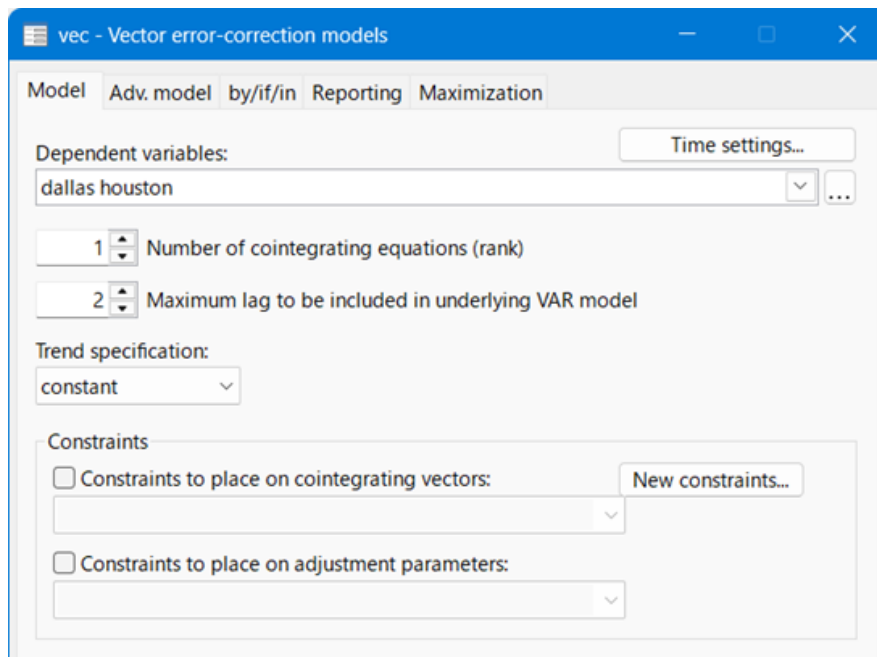 vec - Vector error-correction models
Model Adv. model by/if/in Reporting Maximization
Time settings...
Dependent variables:
dallas houston
...
1 Number of cointegrating equations (rank)
2 Maximum lag to be included in underlying VAR model
Trend specification:
constant
Constraints
Constraints to place on cointegrating vectors:
New constraints...
Constraints to place on adjustment parameters: